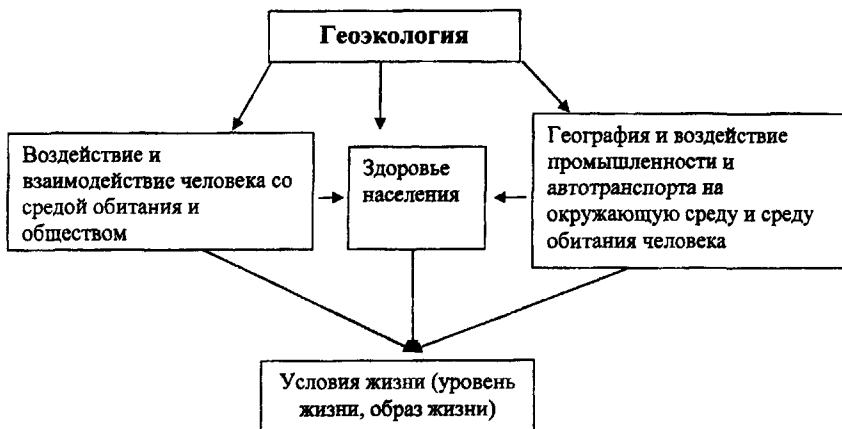 Геоэкология
Воздействие и
взаимодействие человека со
средой обитания и
обществом
Здоровье
населения
География и воздействие
промышленности и
автотранспорта на
окружающую среду и среду
обитания человека
Условия жизни (уровень
жизни, образ жизни)